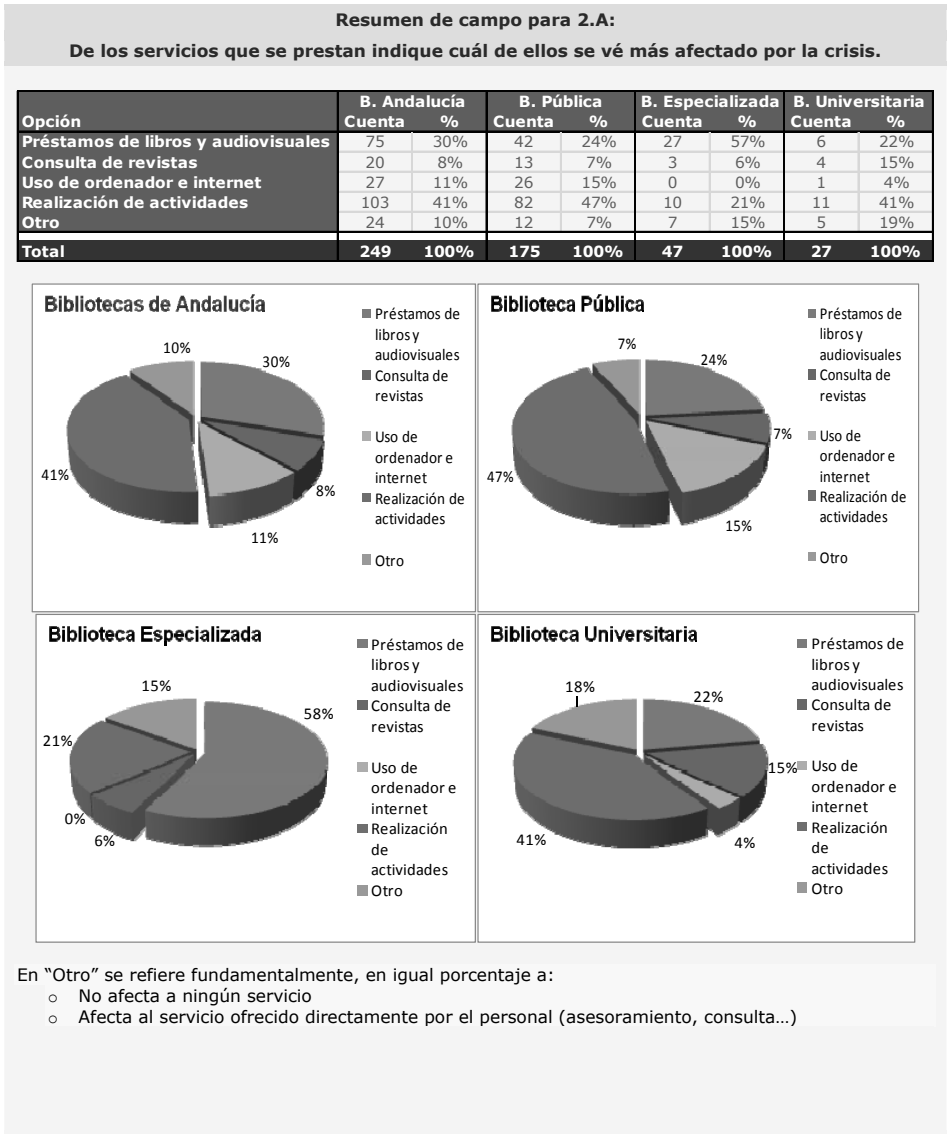 Resumen de campo para 2.A:
De los servicios que se prestan indique cuál de ellos se vé más afectado por la crisis.
B. Andalucía B. Pública B. Especializada B. Universitaria
Opción Cuenta % Cuenta % Cuenta % Cuenta %
Préstamos de libros y audiovisuales 75 30% 42 24% 27 57% 6 22%
Consulta de revistas 20 8% 13 7% 3 6% 4 15%
Uso de ordenador e internet 27 11% 26 15% 0 0% 1 4%
Realización de actividades 103 41% 82 47% 10 21% 11 41%
Otro 24 10% 12 7% 7 15% 5 19%
Total 249 100% 175 100% 47 100% 27 100%
Bibliotecas de Andalucía
10%
30%
41%
8%
11%
Préstamos de
libros y
audiovisuales
Consulta de
revistas
Uso de
ordenador e
internet
Realización de
actividades
Otro
Biblioteca Pública
7%
24%
7%
47%
15%
Préstamos de
libros y
audiovisuales
Consulta de
revistas
Uso de
ordenador e
internet
Realización de
actividades
Otro
Biblioteca Especializada
15%
58%
21%
0%
6%
Préstamos de
libros y
audiovisuales
Consulta de
revistas
Uso de
ordenador e
internet
Realización
de
actividades
Otro
Biblioteca Universitaria
18%
22%
15%
41%
4%
Préstamos de
libros y
audiovisuales
Consulta de
revistas
Uso de
ordenador e
internet
Realización
de
actividades
Otro
En “Otro” se refiere fundamentalmente, en igual porcentaje a:
o No afecta a ningún servicio
o Afecta al servicio ofrecido directamente por el personal (asesoramiento, consulta…)